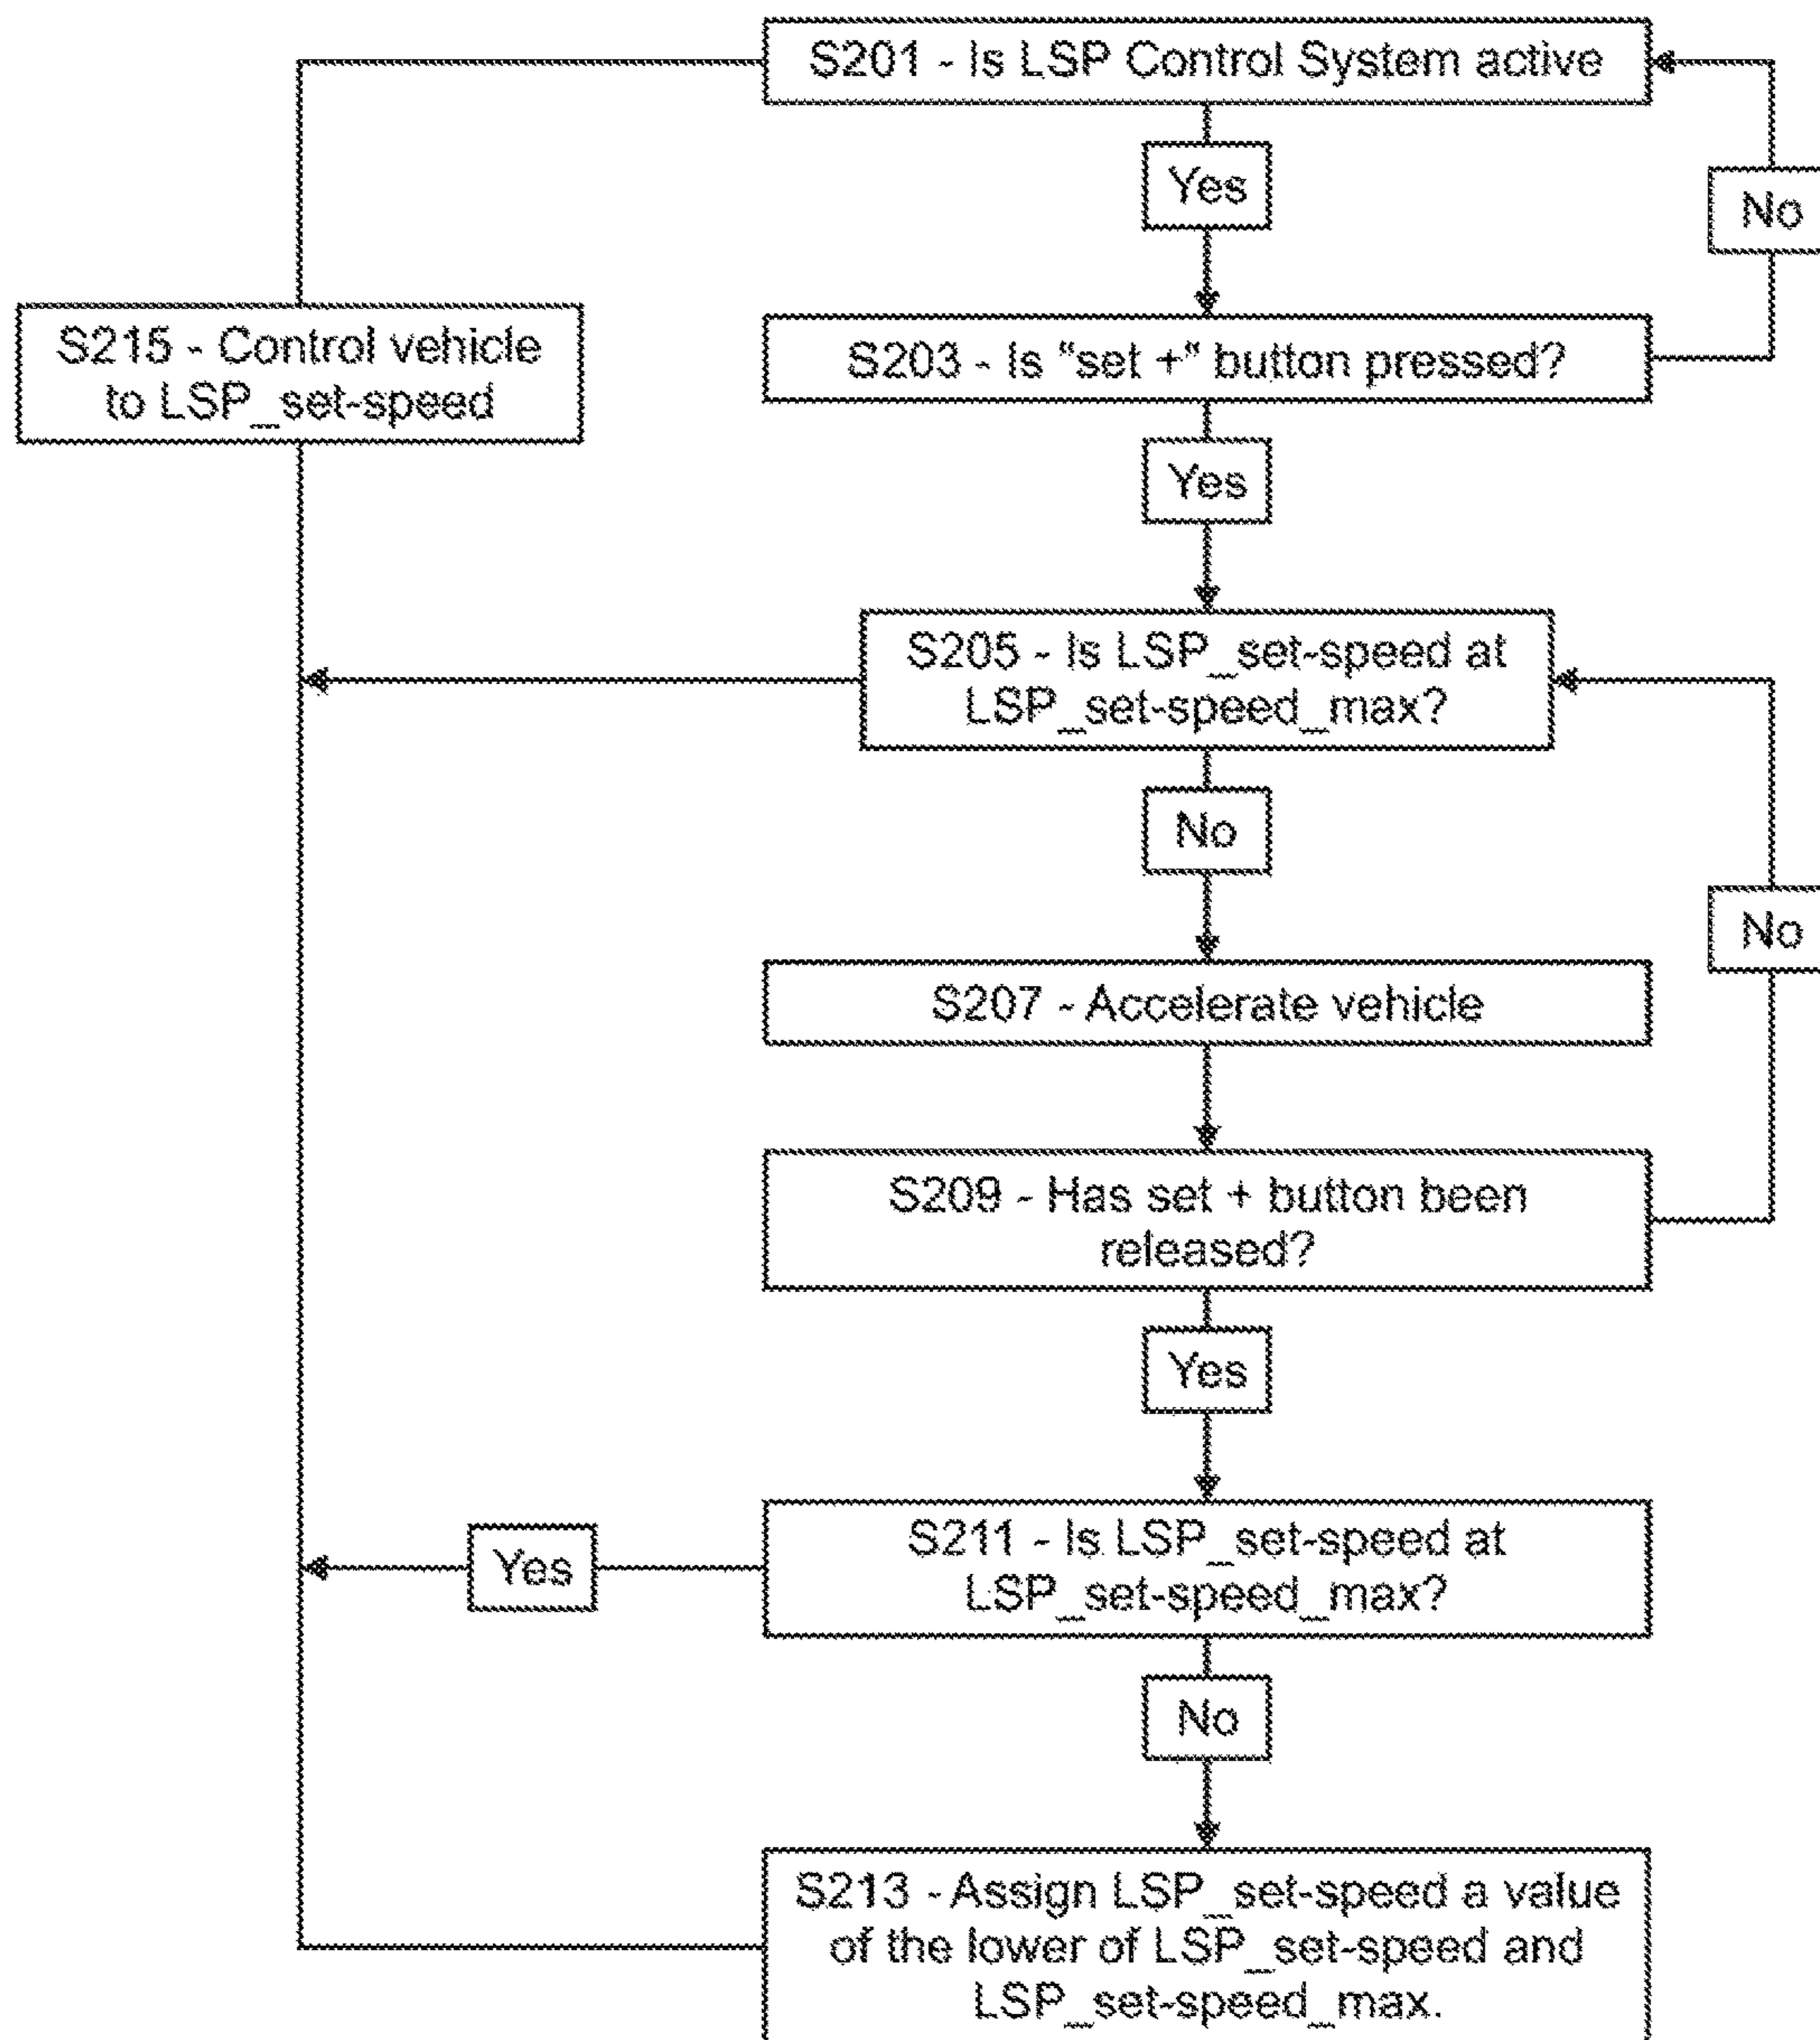 S201 - Is LSP Control System active
Yes
No
S215 - Control vehicle
to LSP_set-speed
S203 - Is "set +" button pressed?
Yes
S205 - Is LSP_set-speed at
LSP_set-speed_max?
No
No
S207 - Accelerate vehicle
S209 - Has set + button been
released?
Yes
S211 - Is LSP_set-speed at
LSP_set-speed_max?
Yes
No
S213 - Assign LSP_set-speed a value
of the lower of LSP_set-speed and
LSP_set-speed_max.